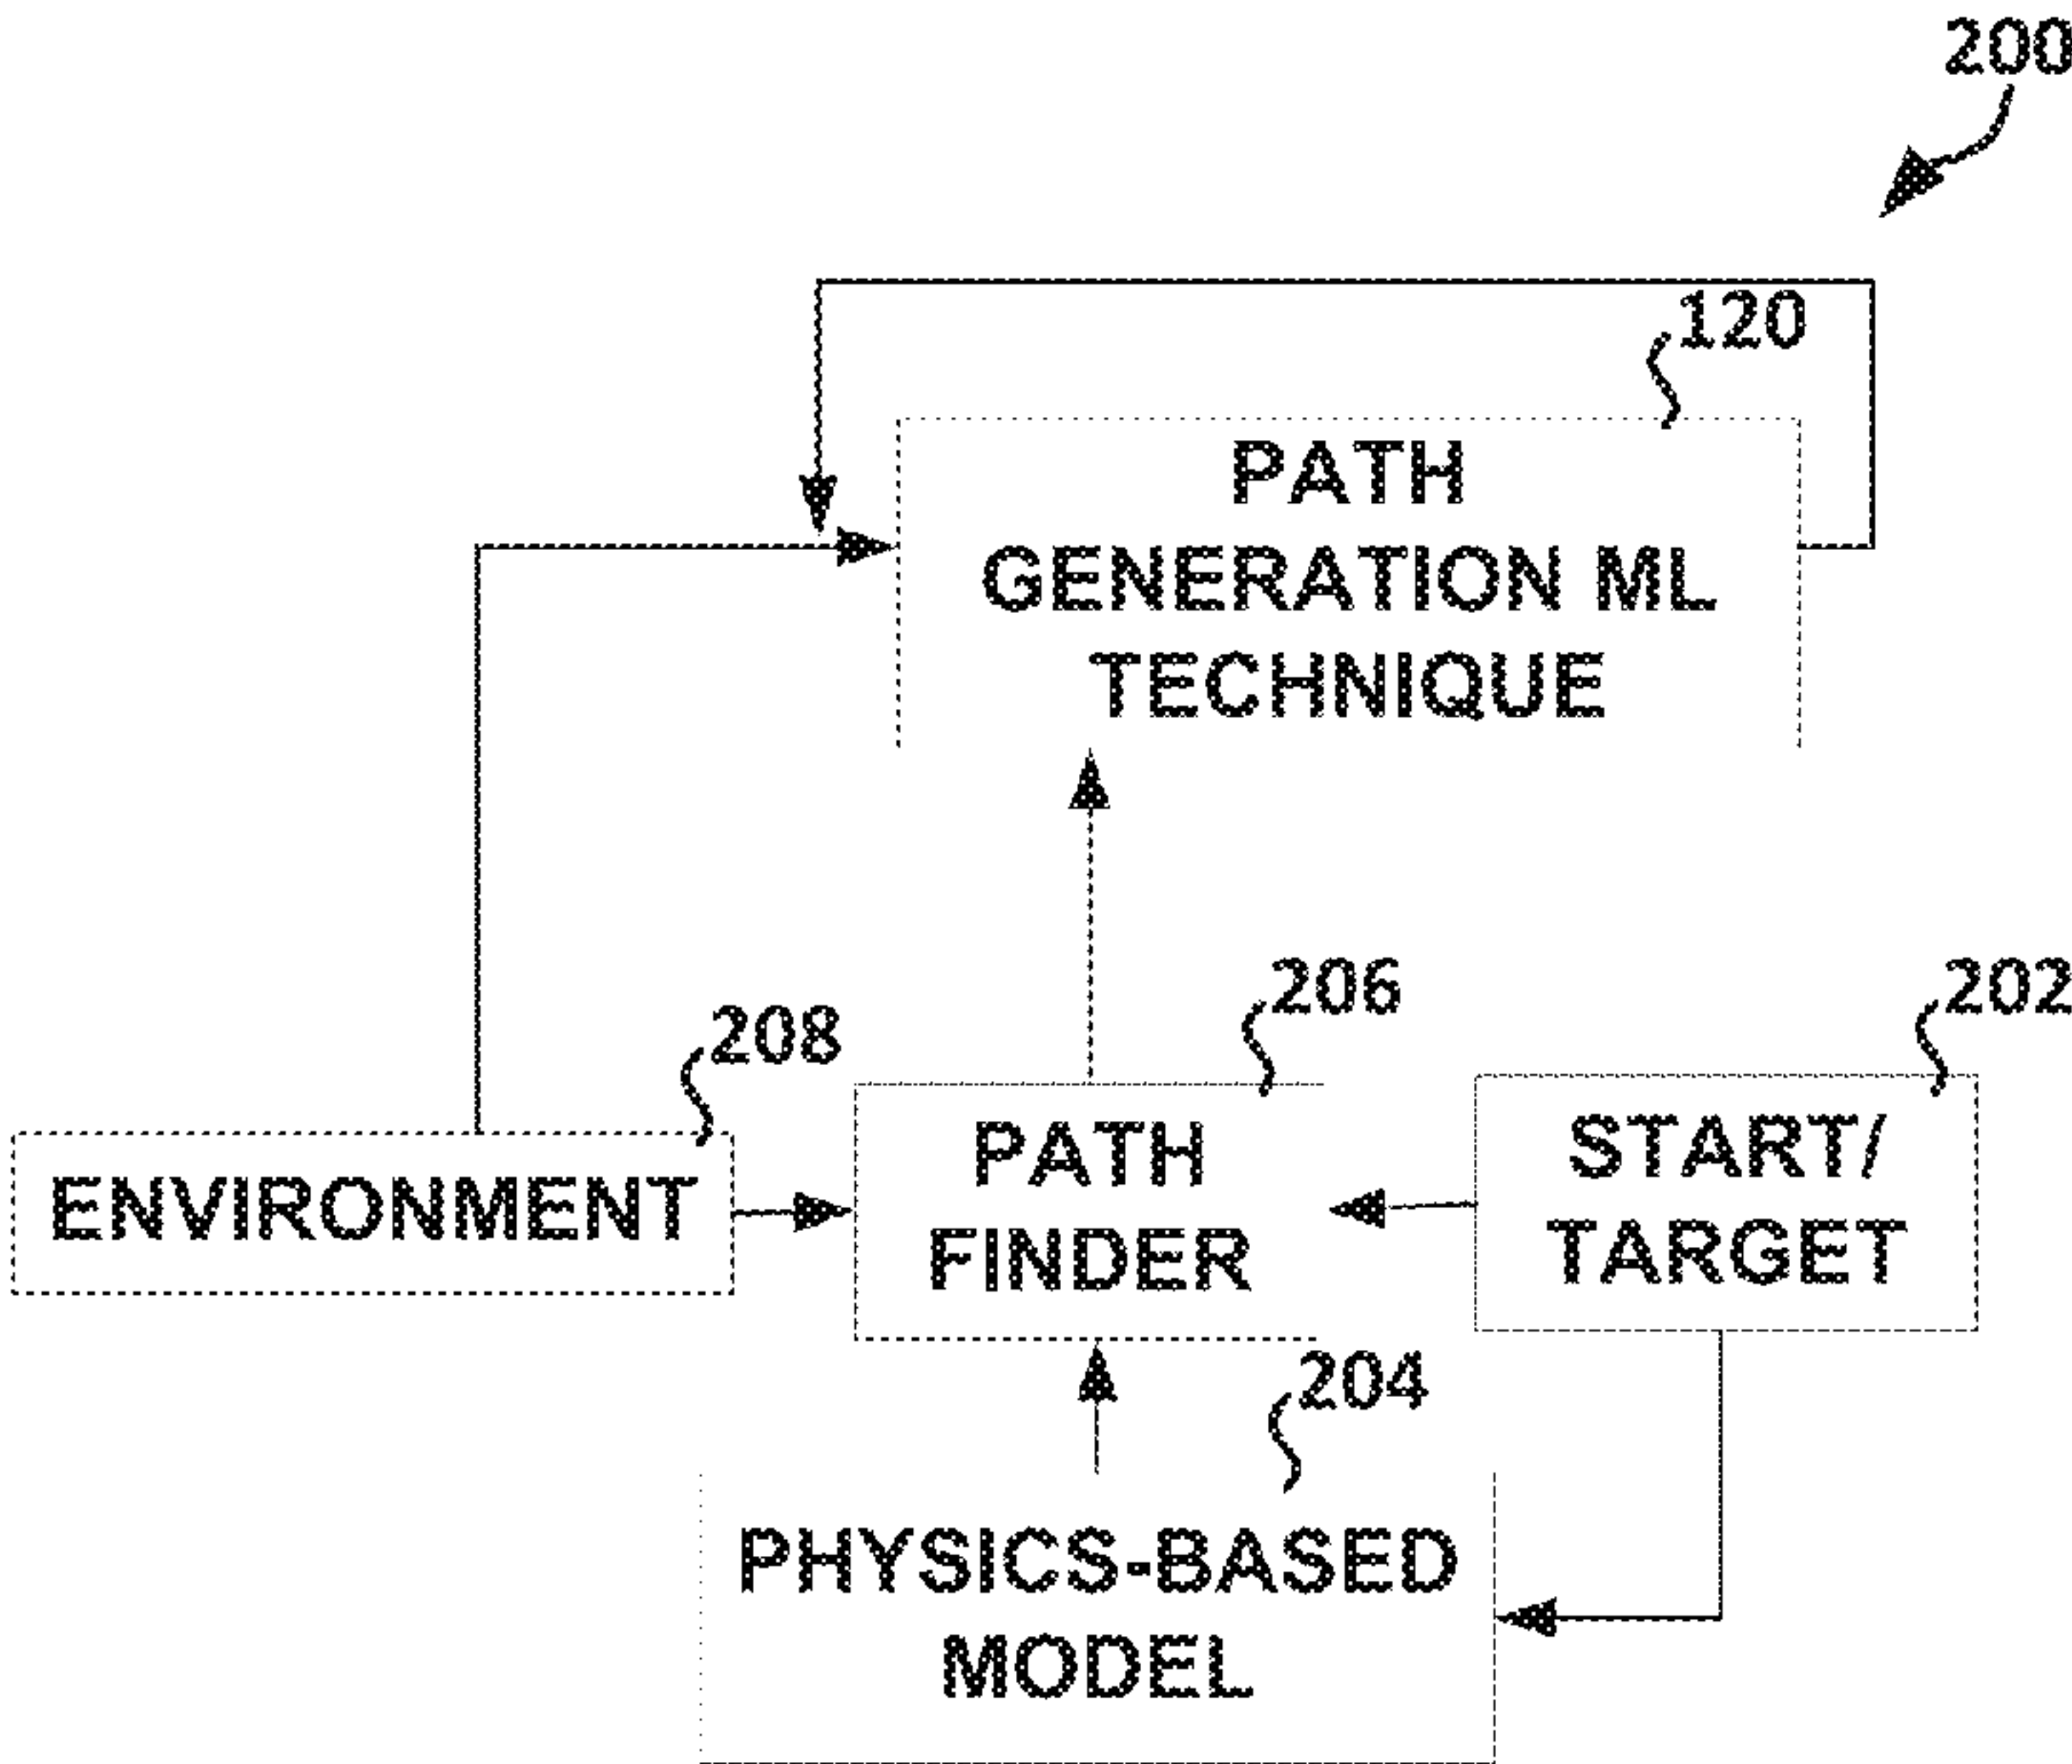 200
120
PATH
GENERATION ML
TECHNIQUE
206
202
208
PATH
FINDER
START/
TARGET
ENVIRONMENT
204
PHYSICS-BASED
MODEL